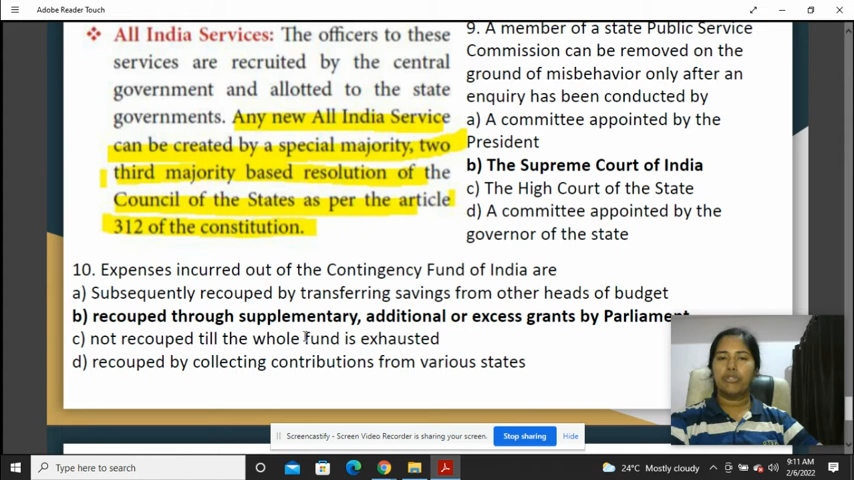 Adobe Reader Touch
❖ All India Services: The officers to these
services are recruited by the central
government and allotted to the state
governments. Any new All India Service
can be created by a special majority, two
third majority based resolution of the
Council of the States as per the article
312 of the constitution.
9. A member of a state Public Service
Commission can be removed on the
ground of misbehavior only after an
enquiry has been conducted by
a) A committee appointed by the
President
b) The Supreme Court of India
c) The High Court of the State
d) A committee appointed by the
governor of the state
10. Expenses incurred out of the Contingency Fund of India are
a) Subsequently recouped by transferring savings from other heads of budget
b) recouped through supplementary, additional or excess grants by Parliament
c) not recouped till the whole fund is exhausted
d) recouped by collecting contributions from various states
Screencastify - Screen Video Recorder is sharing your screen.
Stop sharing
Hide
Type here to search
24°C Mostly cloudy
9:11 AM
2/6/2022